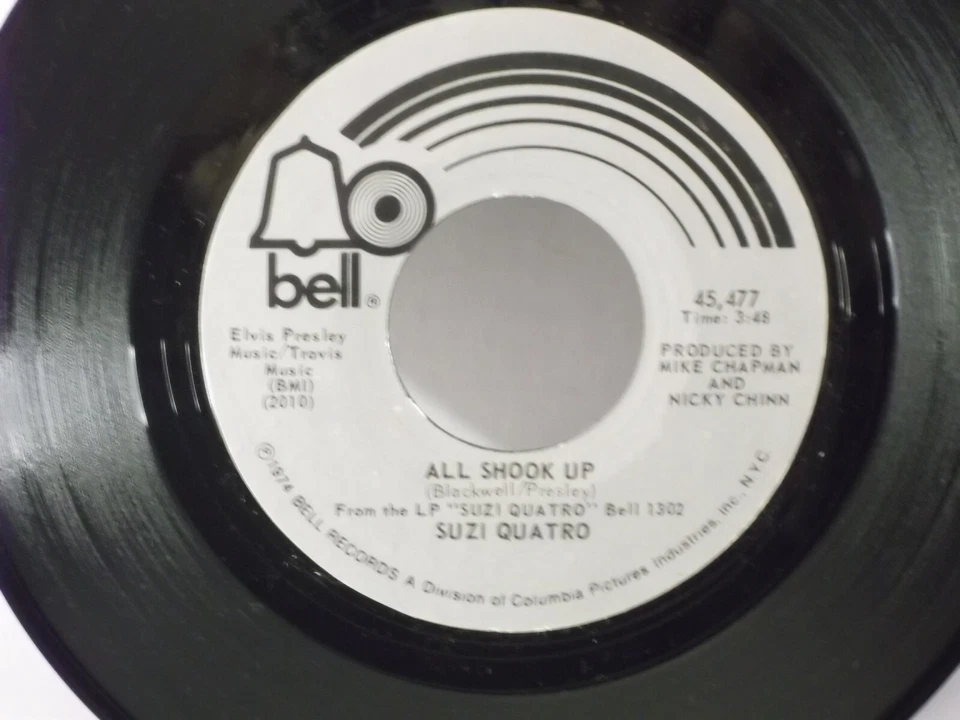 bell®
Elvis Presley
Music/Travis
Music
(BMI)
(2010)
45,477
Time: 3:48
PRODUCED BY
MIKE CHAPMAN
AND
NICKY CHINN
ALL SHOOK UP
(Blackwell/Presley)
From the LP "SUZI QUATRO" Bell 1302
SUZI QUATRO
℗1974 BELL RECORDS A Division of Columbia Pictures Industries, Inc., N.Y.C.